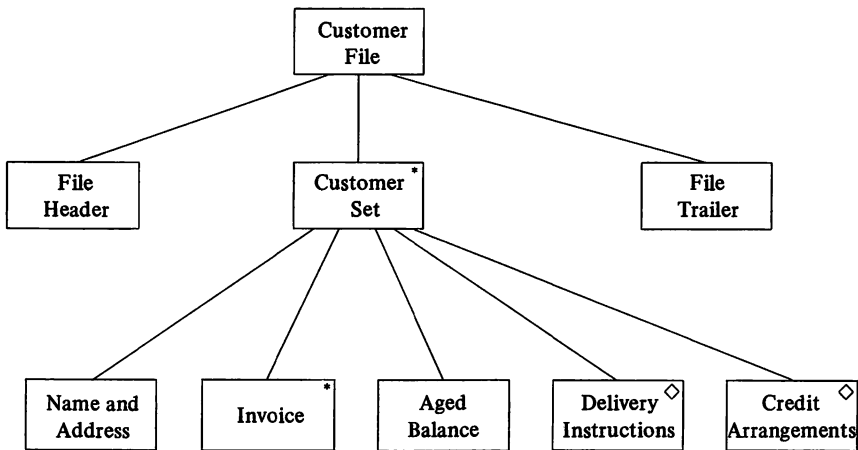 Customer
File
File
Header
Customer *
Set
File
Trailer
Name and
Address
Invoice *
Aged
Balance
Delivery ◇
Instructions
Credit ◇
Arrangements